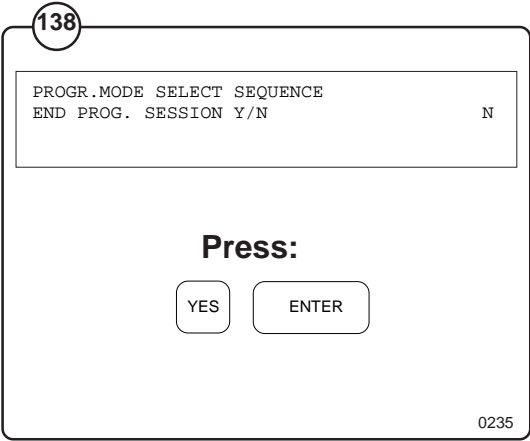 138
PROGR.MODE SELECT SEQUENCE
END PROG. SESSION Y/N N
Press:
YES ENTER
0235